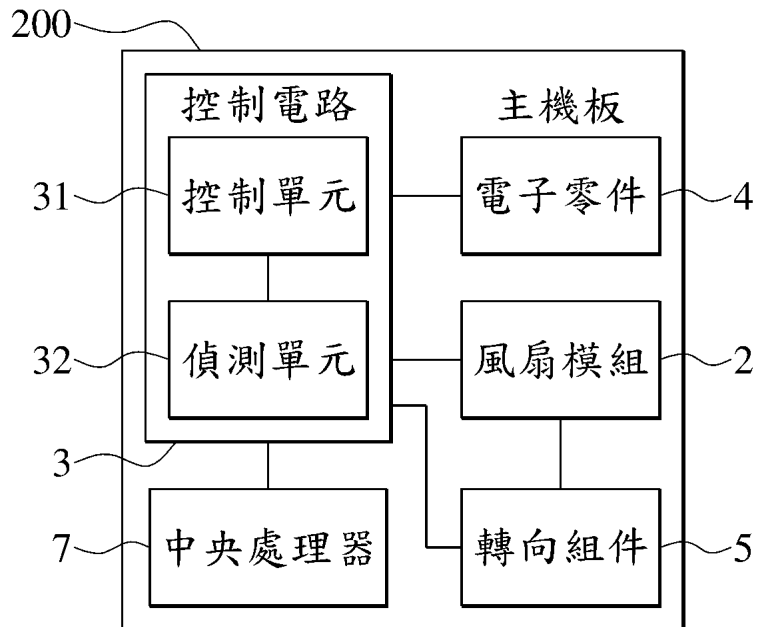 200
控制電路
主機板
31
控制單元
電子零件
4
32
偵測單元
風扇模組
2
3
7
中央處理器
轉向組件
5